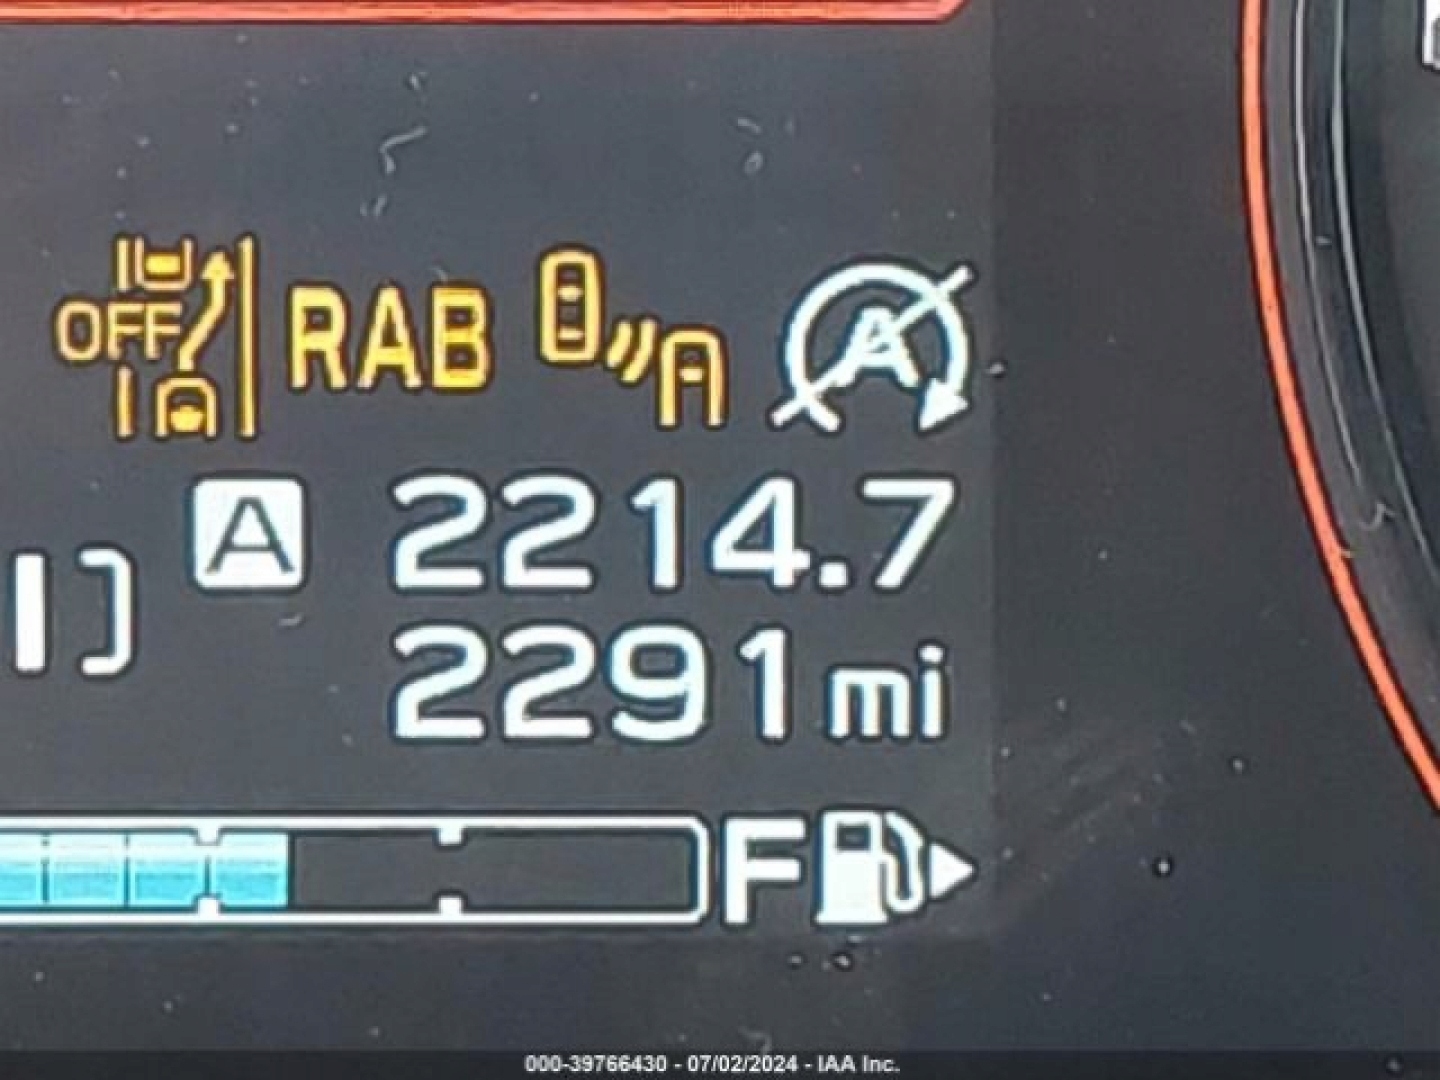 OFF RAB A
A 2214.7
2291 mi
F
000-39766430 - 07/02/2024 - IAA Inc.